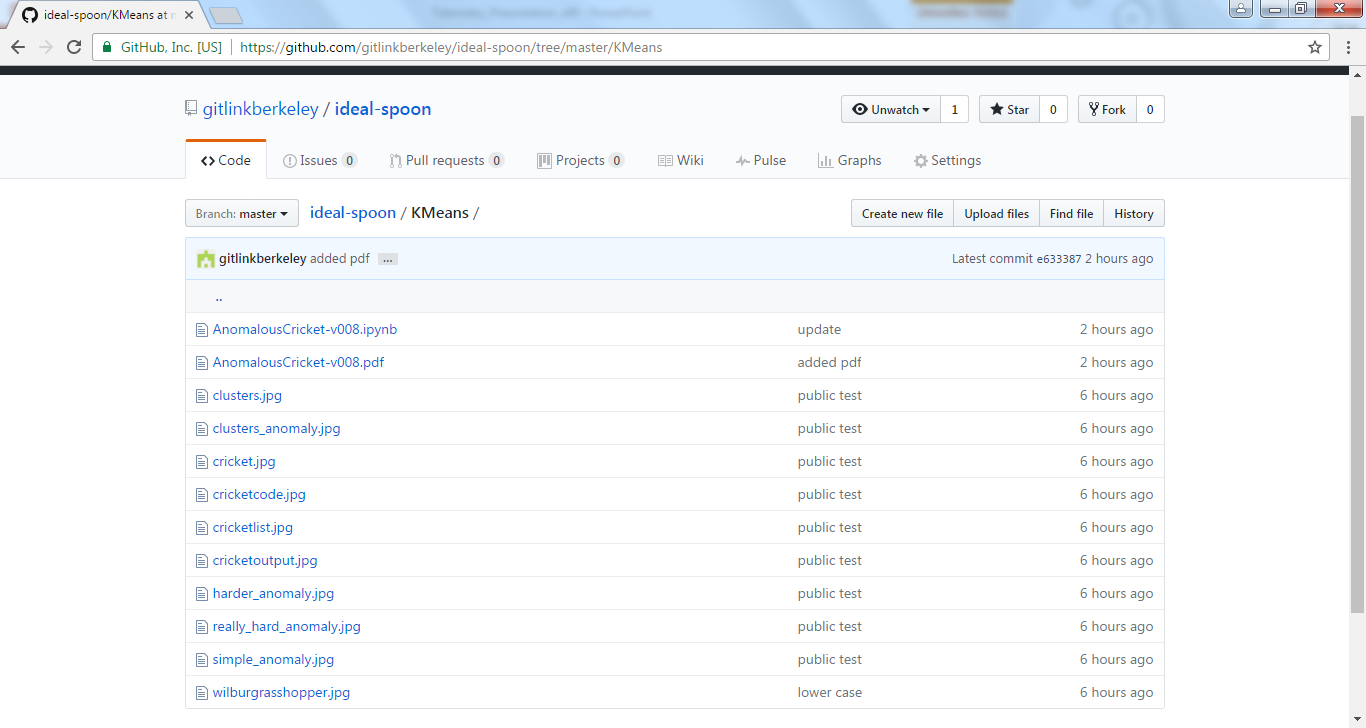 ideal-spoon/KMeans at
GitHub, Inc. [US] https://github.com/gitlinkberkeley/ideal-spoon/tree/master/KMeans
gitlinkberkeley / ideal-spoon
Unwatch 1 Star 0 Fork 0
Code Issues 0 Pull requests 0 Projects 0 Wiki Pulse Graphs Settings
Branch: master ideal-spoon / KMeans / Create new file Upload files Find file History
gitlinkberkeley added pdf ... Latest commit e633387 2 hours ago
..
AnomalousCricket-v008.ipynb update 2 hours ago
AnomalousCricket-v008.pdf added pdf 2 hours ago
clusters.jpg public test 6 hours ago
clusters_anomaly.jpg public test 6 hours ago
cricket.jpg public test 6 hours ago
cricketcode.jpg public test 6 hours ago
cricketlist.jpg public test 6 hours ago
cricketoutput.jpg public test 6 hours ago
harder_anomaly.jpg public test 6 hours ago
really_hard_anomaly.jpg public test 6 hours ago
simple_anomaly.jpg public test 6 hours ago
wilburgrasshopper.jpg lower case 6 hours ago